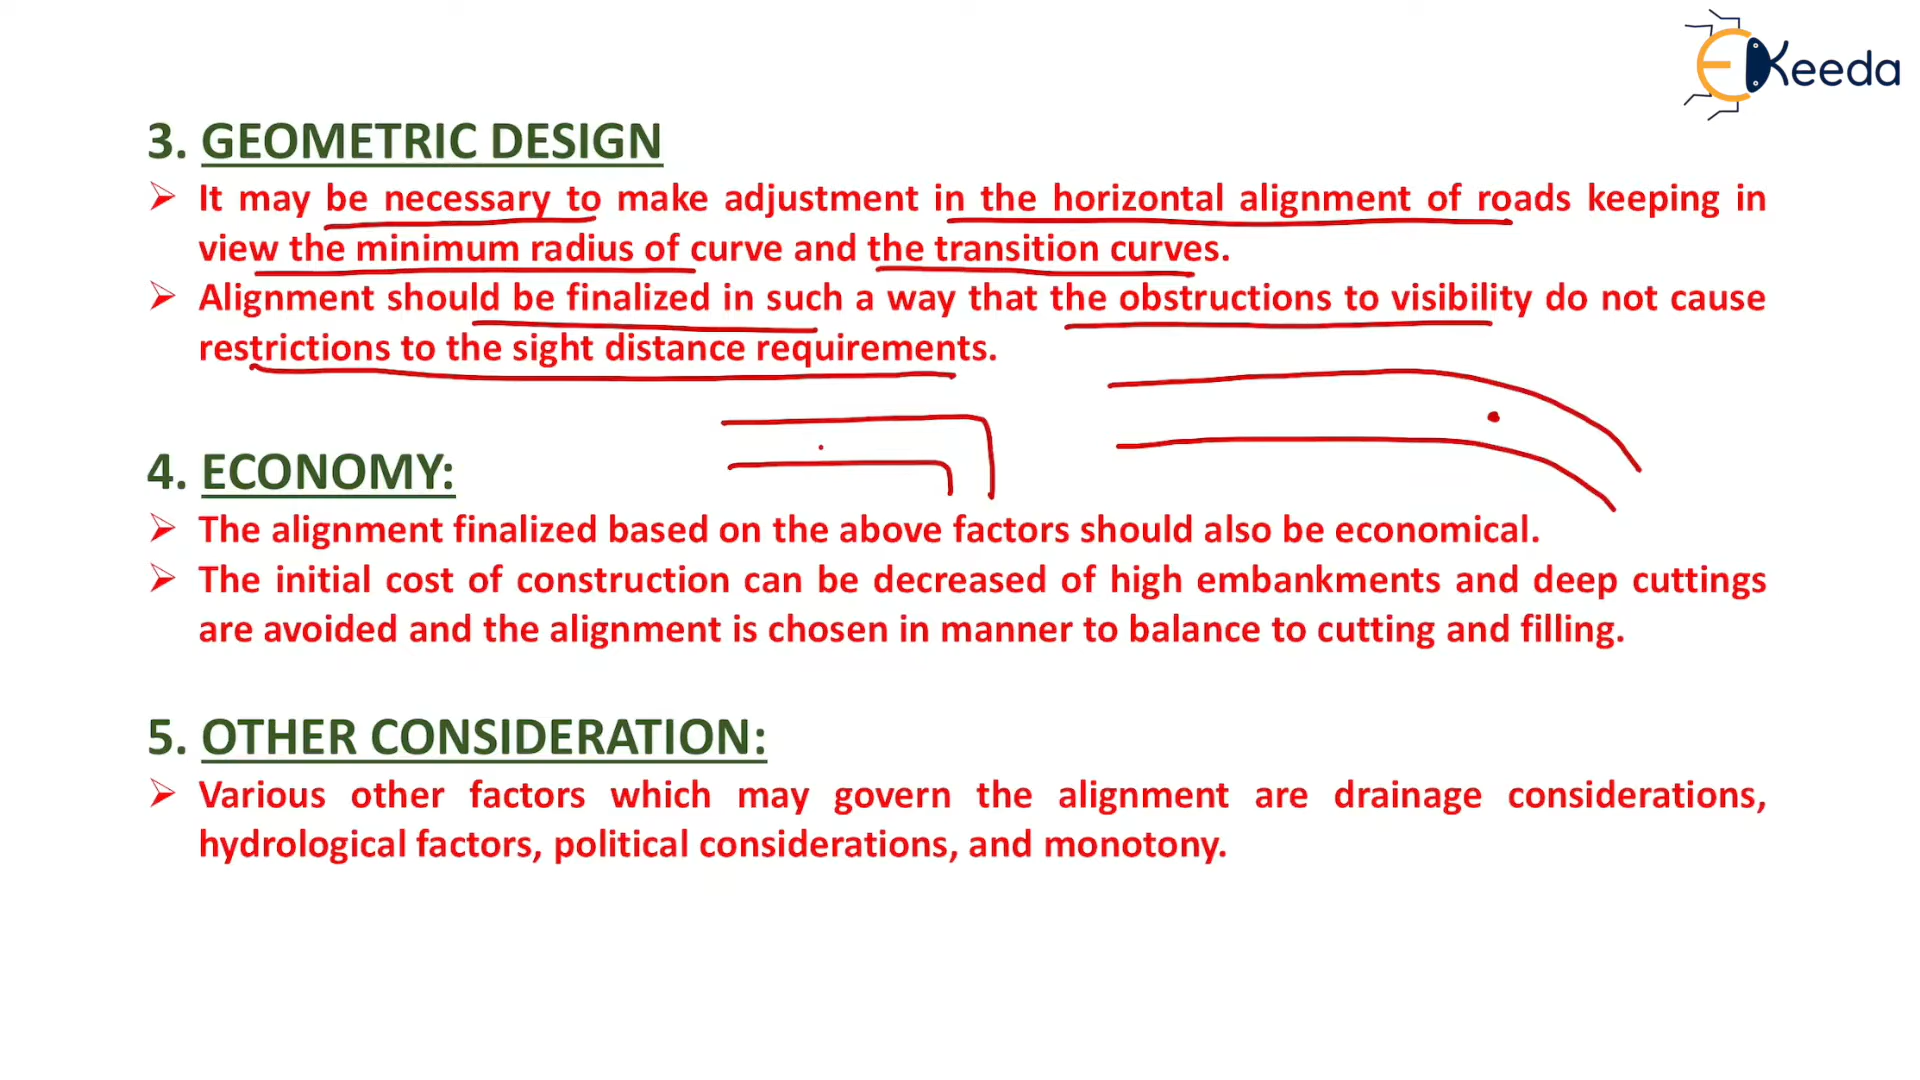 EKeeda
3. GEOMETRIC DESIGN
It may be necessary to make adjustment in the horizontal alignment of roads keeping in
view the minimum radius of curve and the transition curves.
Alignment should be finalized in such a way that the obstructions to visibility do not cause
restrictions to the sight distance requirements.
4. ECONOMY:
The alignment finalized based on the above factors should also be economical.
The initial cost of construction can be decreased of high embankments and deep cuttings
are avoided and the alignment is chosen in manner to balance to cutting and filling.
5. OTHER CONSIDERATION:
Various other factors which may govern the alignment are drainage considerations,
hydrological factors, political considerations, and monotony.